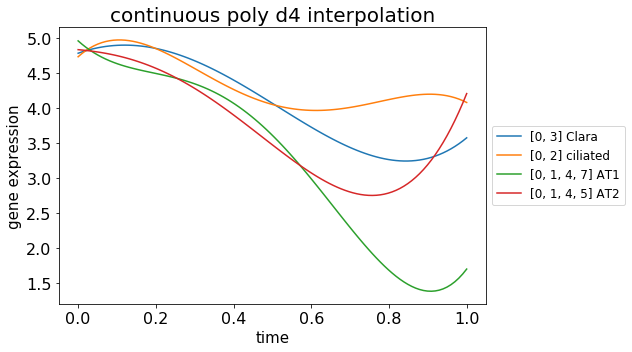 continuous poly d4 interpolation
gene expression
5.0
4.5
4.0
3.5
3.0
2.5
2.0
1.5
0.0 0.2 0.4 0.6 0.8 1.0
time
[0, 3] Clara
[0, 2] ciliated
[0, 1, 4, 7] AT1
[0, 1, 4, 5] AT2